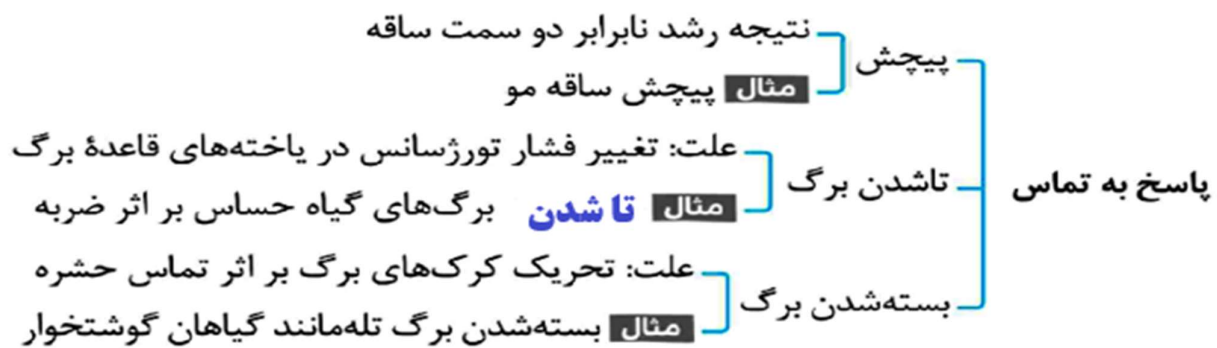 پاسخ به تماس
پیچش
نتیجه رشد نابرابر دو سمت ساقه
مثال پیچش ساقه مو
تاشدن برگ
علت: تغییر فشار تورژسانس در یاخته‌های قاعدۀ برگ
مثال تا شدن برگ‌های گیاه حساس بر اثر ضربه
بسته‌شدن برگ
علت: تحریک کرک‌های برگ بر اثر تماس حشره
مثال بسته‌شدن برگ تله‌مانند گیاهان گوشتخوار